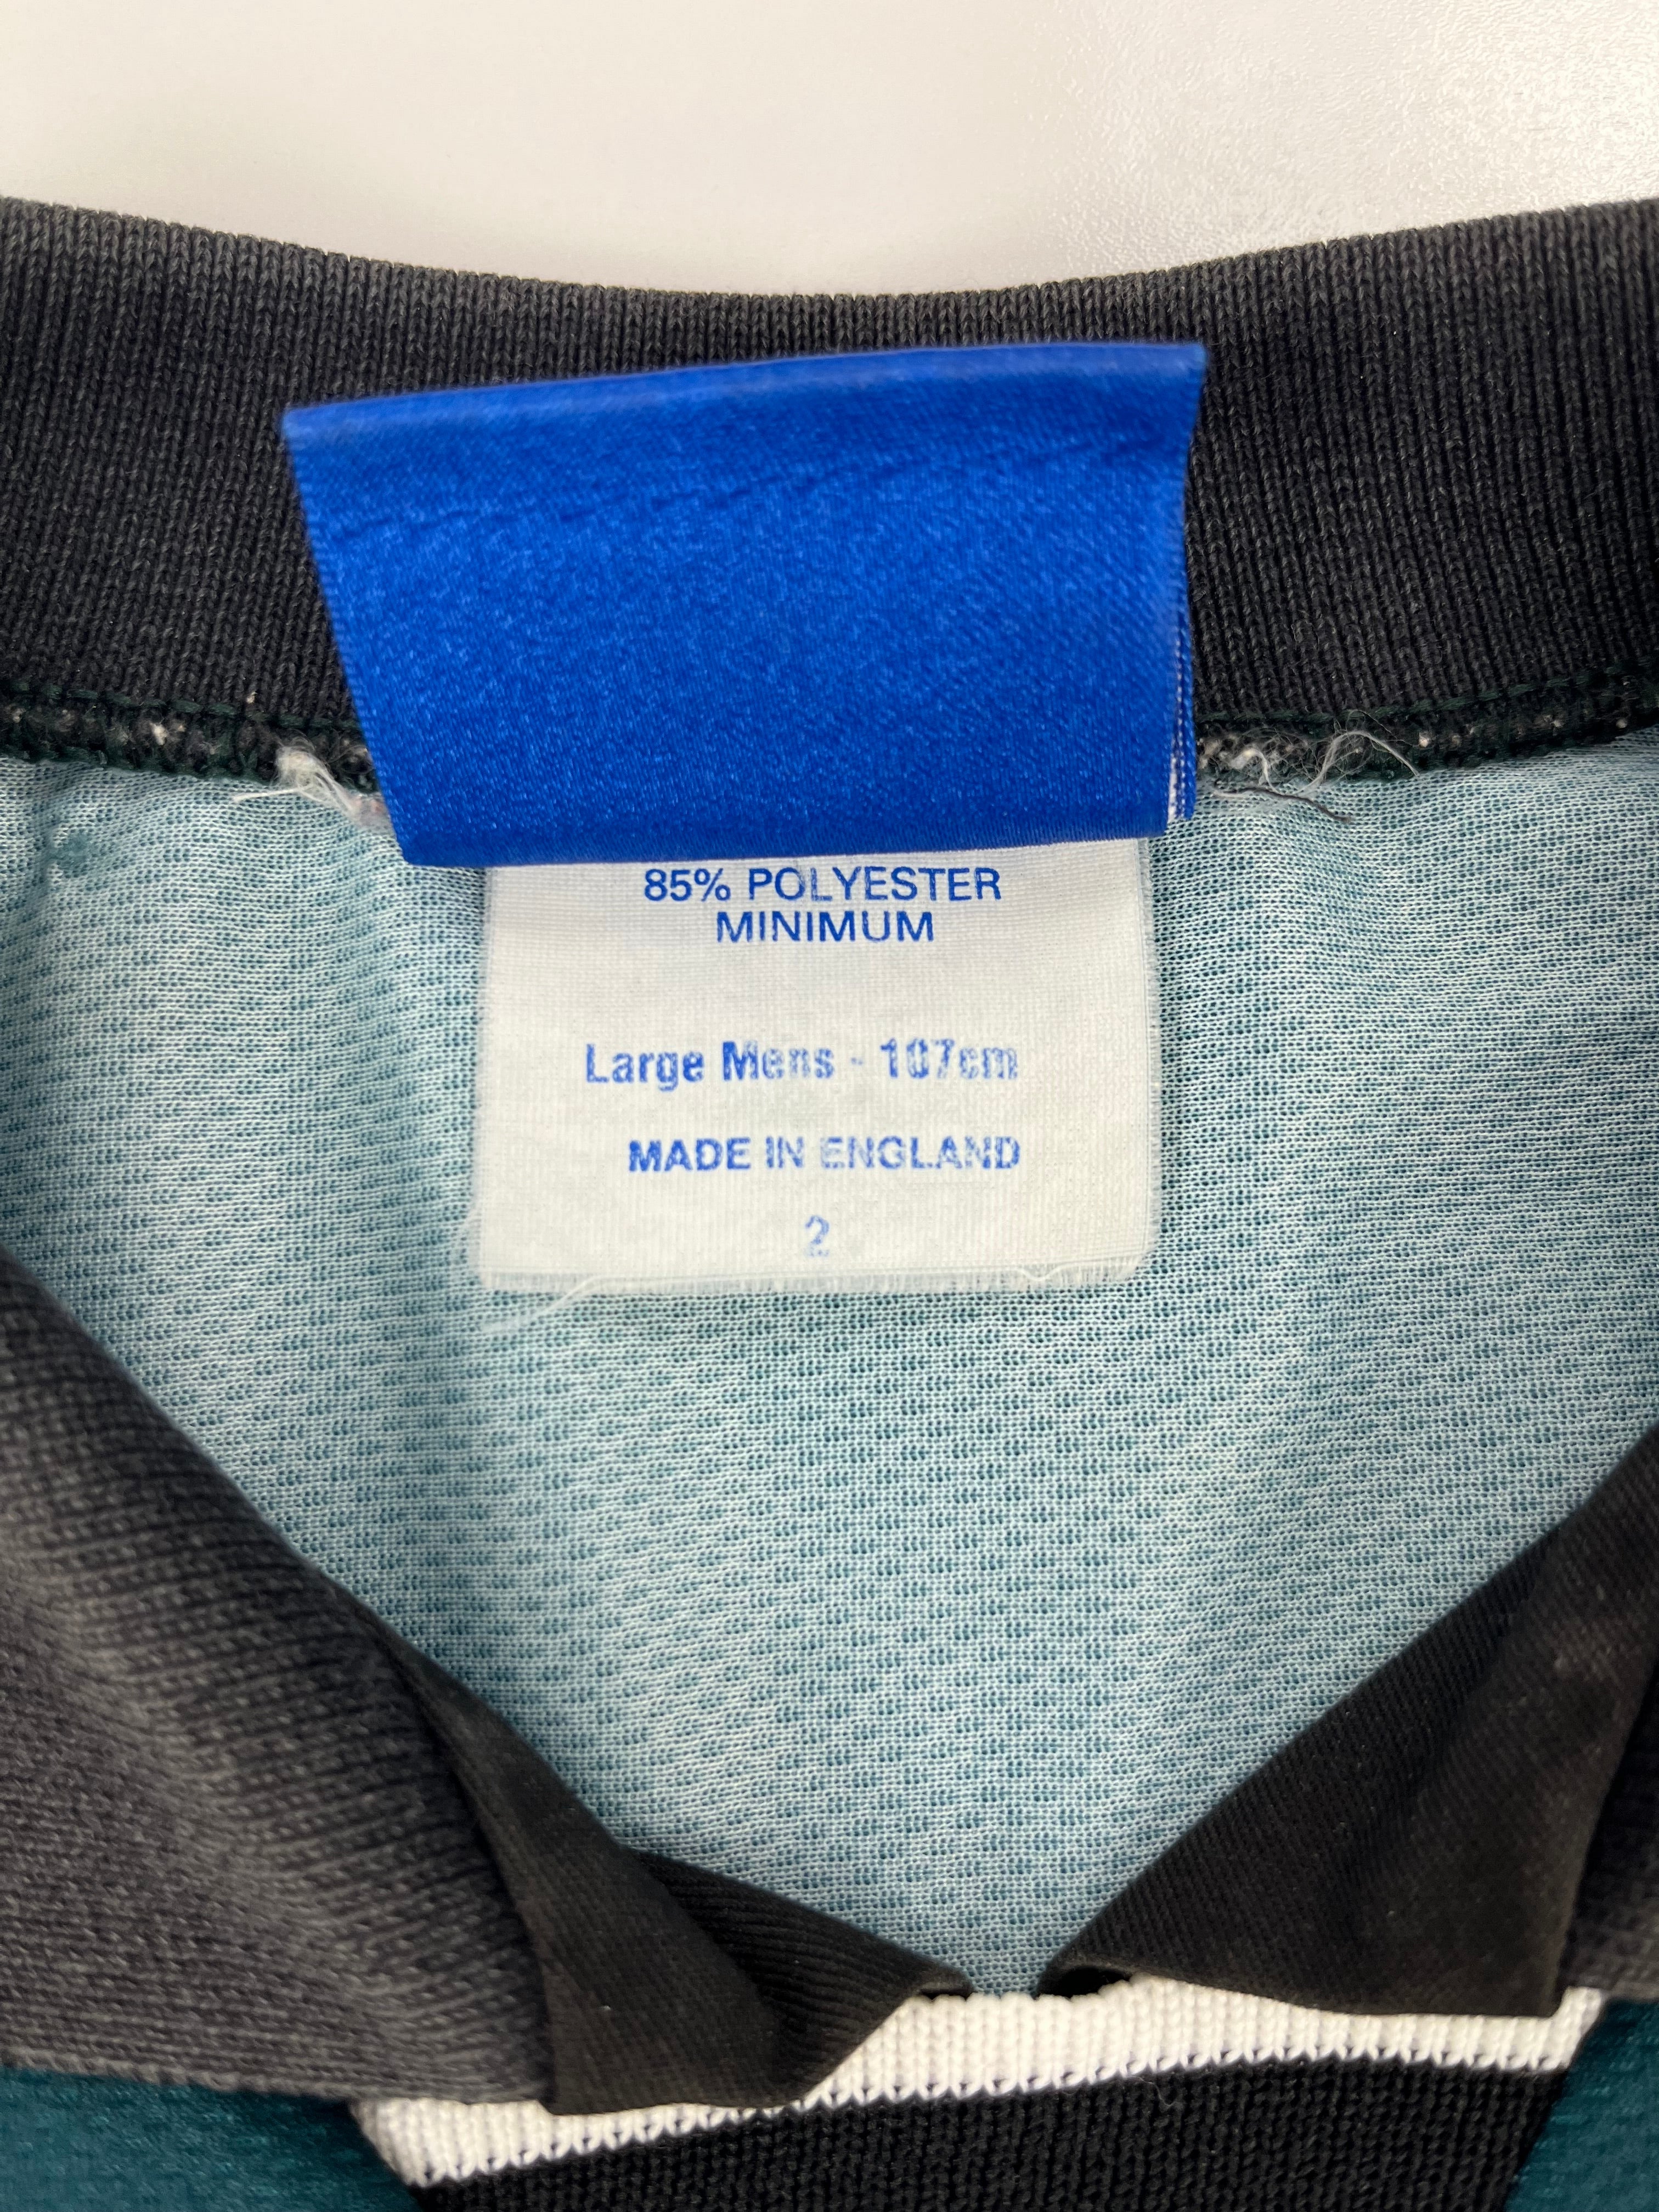 85% POLYESTER
MINIMUM
Large Mens - 107cm
MADE IN ENGLAND
2